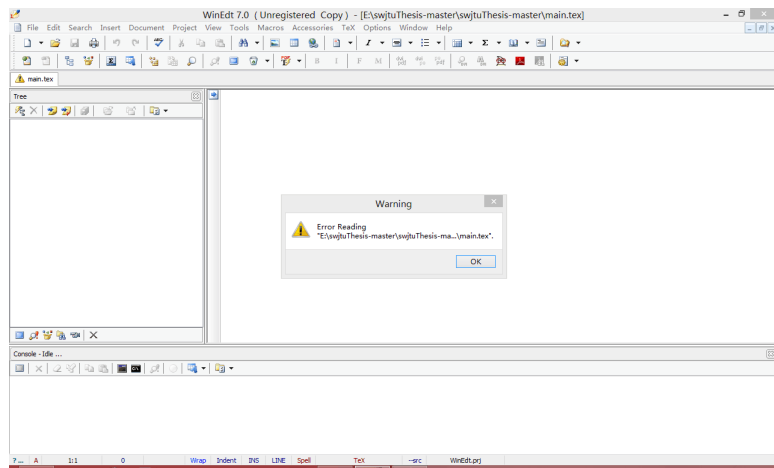 WinEdt 7.0 ( Unregistered Copy ) - [E:\swjtuThesis-master\swjtuThesis-master\main.tex]
File Edit Search Insert Document Project View Tools Macros Accessories TeX Options Window Help
B I F M
main.tex
Tree
Warning
Error Reading
"E:\swjtuThesis-master\swjtuThesis-ma...\main.tex".
OK
Console - Idle ...
?... A 1:1 0 Wrap Indent INS LINE Spell TeX --src WinEdt.prj